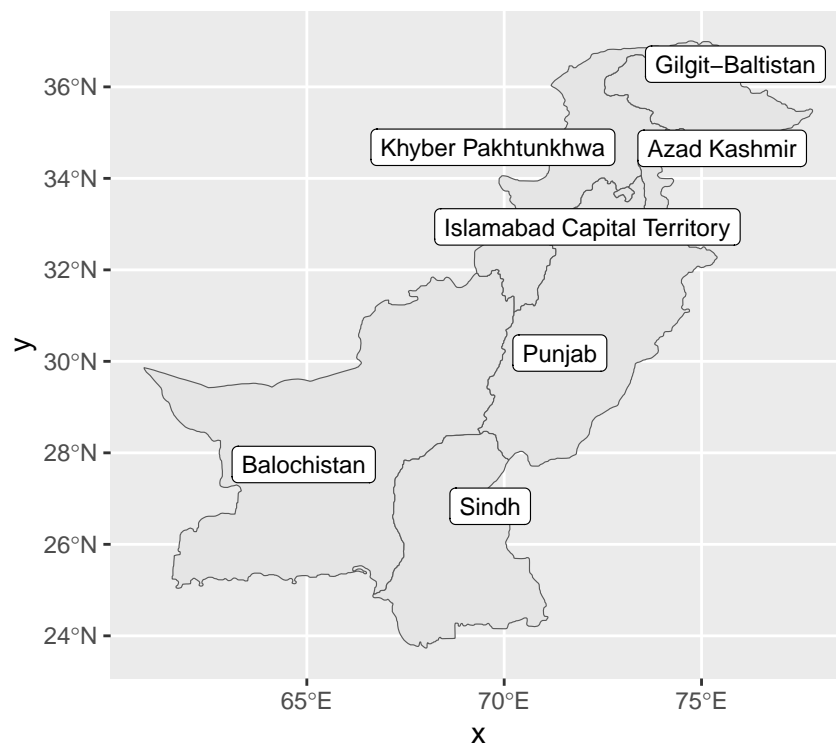 Gilgit−Baltistan
36°N
Khyber Pakhtunkhwa
Azad Kashmir
34°N
Islamabad Capital Territory
32°N
Punjab
30°N
y
28°N
Balochistan
Sindh
26°N
24°N
65°E
70°E
75°E
x